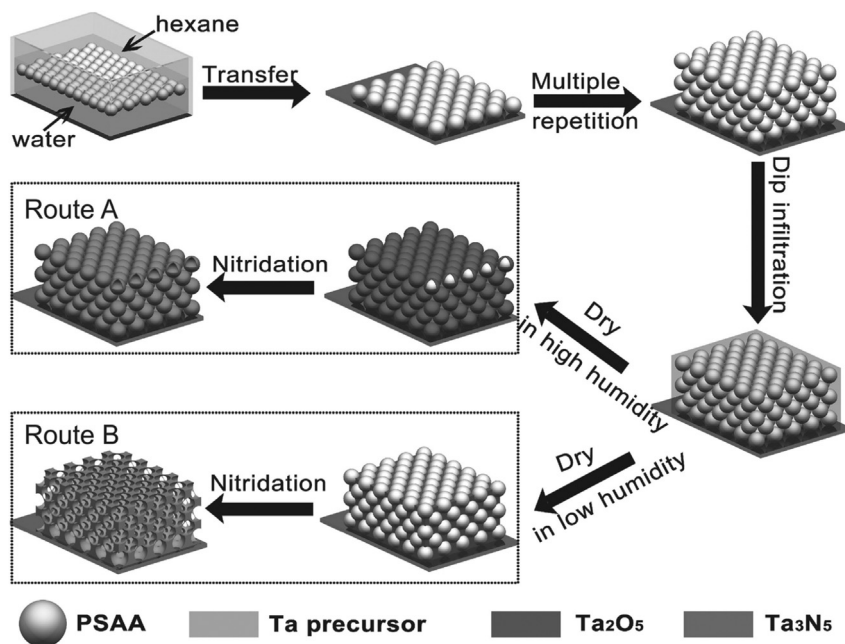 hexane
water
Transfer
Multiple
repetition
Dip infiltration
Route A
Nitridation
Dry
in high humidity
Route B
Nitridation
Dry
in low humidity
PSAA
Ta precursor
Ta₂O₅
Ta₃N₅